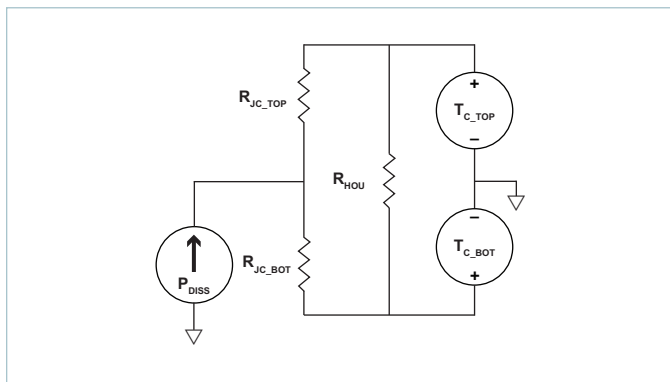 R_JC_TOP
+
T_C_TOP
–
R_HOU
–
T_C_BOT
+
R_JC_BOT
P_DISS